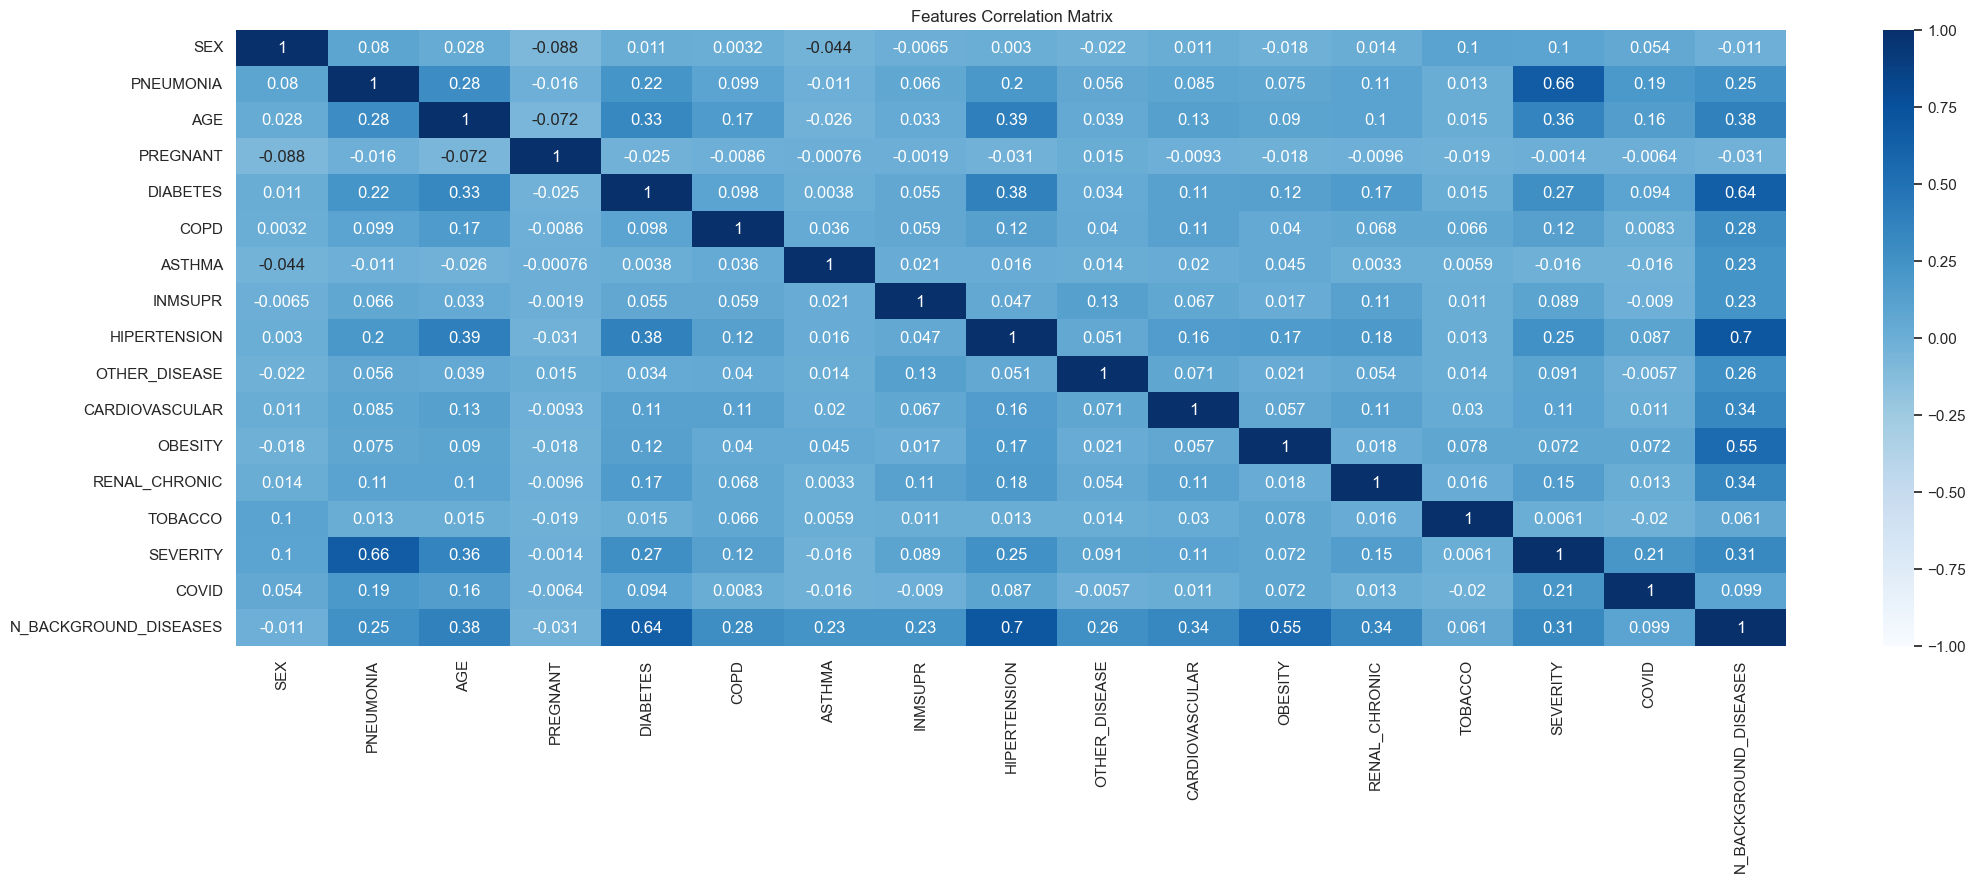 Features Correlation Matrix
SEX 1 0.08 0.028 -0.088 0.011 0.0032 -0.044 -0.0065 0.003 -0.022 0.011 -0.018 0.014 0.1 0.1 0.054 -0.011
PNEUMONIA 0.08 1 0.28 -0.016 0.22 0.099 -0.011 0.066 0.2 0.056 0.085 0.075 0.11 0.013 0.66 0.19 0.25
AGE 0.028 0.28 1 -0.072 0.33 0.17 -0.026 0.033 0.39 0.039 0.13 0.09 0.1 0.015 0.36 0.16 0.38
PREGNANT -0.088 -0.016 -0.072 1 -0.025 -0.0086 -0.00076 -0.0019 -0.031 0.015 -0.0093 -0.018 -0.0096 -0.019 -0.0014 -0.0064 -0.031
DIABETES 0.011 0.22 0.33 -0.025 1 0.098 0.0038 0.055 0.38 0.034 0.11 0.12 0.17 0.015 0.27 0.094 0.64
COPD 0.0032 0.099 0.17 -0.0086 0.098 1 0.036 0.059 0.12 0.04 0.11 0.04 0.068 0.066 0.12 0.0083 0.28
ASTHMA -0.044 -0.011 -0.026 -0.00076 0.0038 0.036 1 0.021 0.016 0.014 0.02 0.045 0.0033 0.0059 -0.016 -0.016 0.23
INMSUPR -0.0065 0.066 0.033 -0.0019 0.055 0.059 0.021 1 0.047 0.13 0.067 0.017 0.11 0.011 0.089 -0.009 0.23
HIPERTENSION 0.003 0.2 0.39 -0.031 0.38 0.12 0.016 0.047 1 0.051 0.16 0.17 0.18 0.013 0.25 0.087 0.7
OTHER_DISEASE -0.022 0.056 0.039 0.015 0.034 0.04 0.014 0.13 0.051 1 0.071 0.021 0.054 0.014 0.091 -0.0057 0.26
CARDIOVASCULAR 0.011 0.085 0.13 -0.0093 0.11 0.11 0.02 0.067 0.16 0.071 1 0.057 0.11 0.03 0.11 0.011 0.34
OBESITY -0.018 0.075 0.09 -0.018 0.12 0.04 0.045 0.017 0.17 0.021 0.057 1 0.018 0.078 0.072 0.072 0.55
RENAL_CHRONIC 0.014 0.11 0.1 -0.0096 0.17 0.068 0.0033 0.11 0.18 0.054 0.11 0.018 1 0.016 0.15 0.013 0.34
TOBACCO 0.1 0.013 0.015 -0.019 0.015 0.066 0.0059 0.011 0.013 0.014 0.03 0.078 0.016 1 0.0061 -0.02 0.061
SEVERITY 0.1 0.66 0.36 -0.0014 0.27 0.12 -0.016 0.089 0.25 0.091 0.11 0.072 0.15 0.0061 1 0.21 0.31
COVID 0.054 0.19 0.16 -0.0064 0.094 0.0083 -0.016 -0.009 0.087 -0.0057 0.011 0.072 0.013 -0.02 0.21 1 0.099
N_BACKGROUND_DISEASES -0.011 0.25 0.38 -0.031 0.64 0.28 0.23 0.23 0.7 0.26 0.34 0.55 0.34 0.061 0.31 0.099 1
SEX
PNEUMONIA
AGE
PREGNANT
DIABETES
COPD
ASTHMA
INMSUPR
HIPERTENSION
OTHER_DISEASE
CARDIOVASCULAR
OBESITY
RENAL_CHRONIC
TOBACCO
SEVERITY
COVID
N_BACKGROUND_DISEASES
1.00
0.75
0.50
0.25
0.00
−0.25
−0.50
−0.75
−1.00